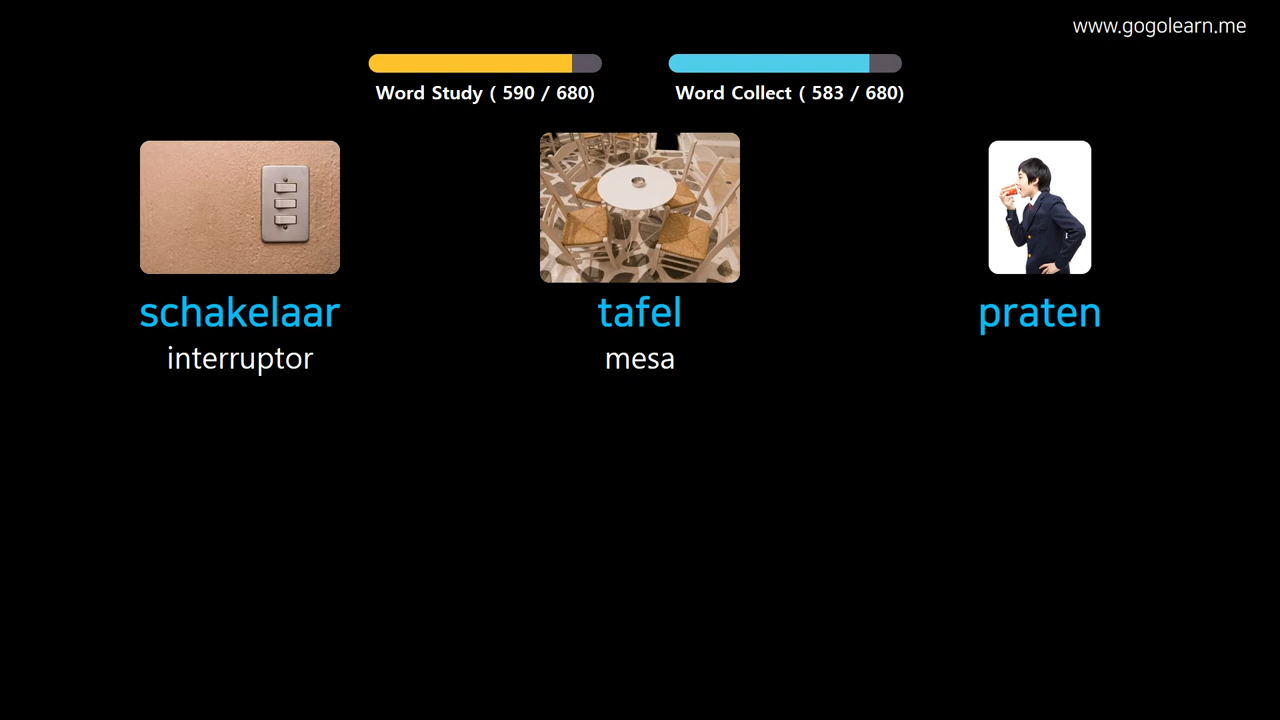 www.gogolearn.me
Word Study ( 590 / 680)
Word Collect ( 583 / 680)
schakelaar
tafel
praten
interruptor
mesa